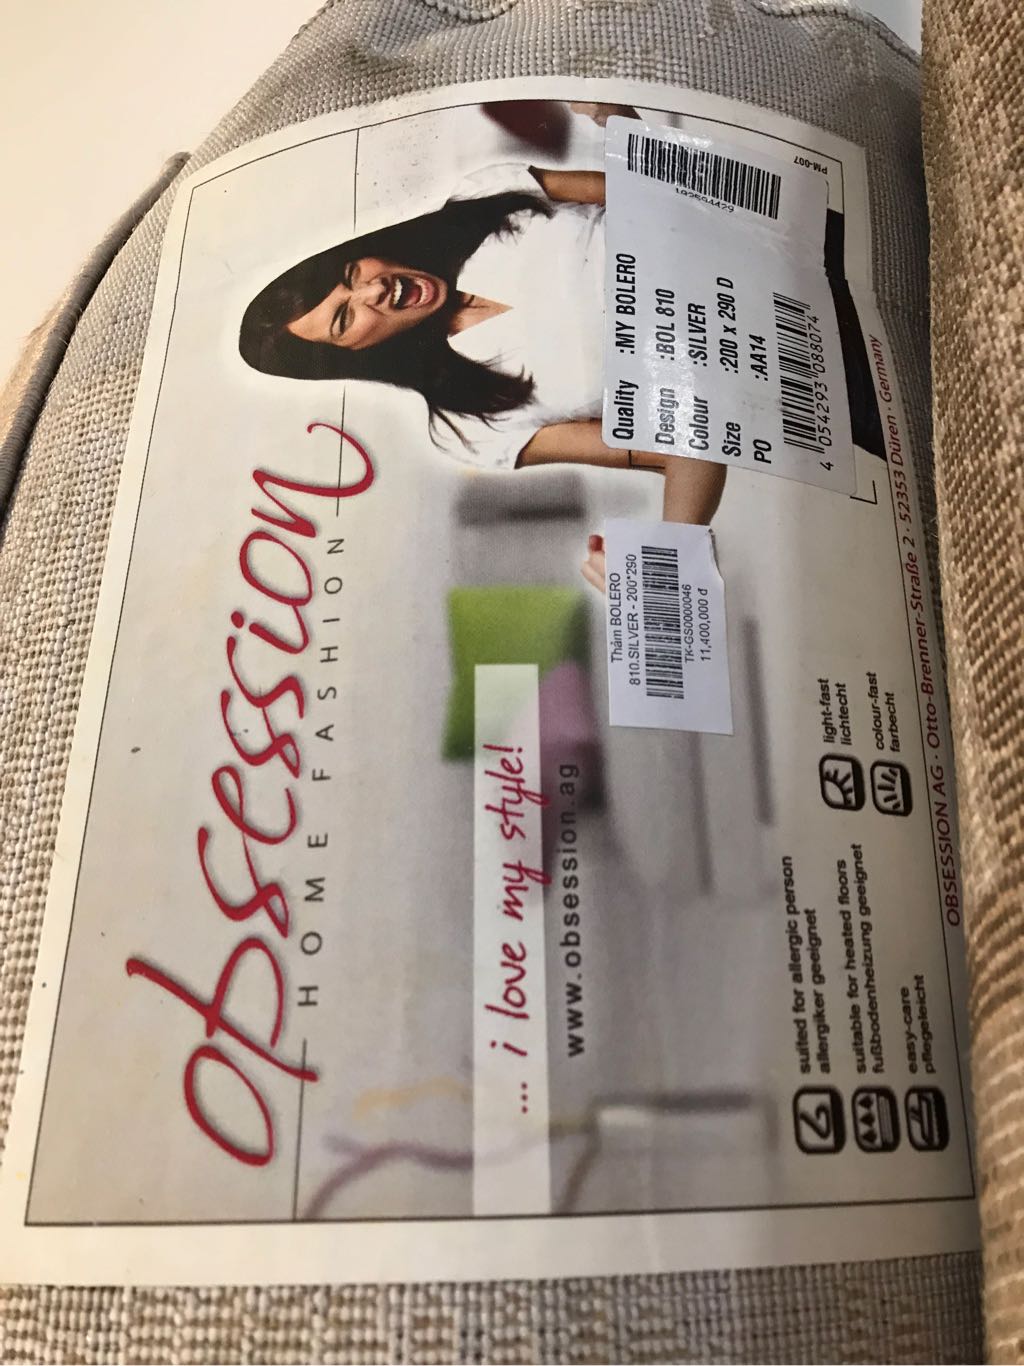 obsession
HOME FASHION
... i love my style!
www.obsession.ag
PM-007
Quality :MY BOLERO
Design :BOL 810
Colour :SILVER
Size :200 x 290 D
PO :AA14
4 054293 088074
Thảm BOLERO
810.SILVER - 200*290
TK-GS0000046
11,400,000 đ
suited for allergic person
allergiker geeignet
suitable for heated floors
fußbodenheizung geeignet
easy-care
pflegeleicht
light-fast
lichtecht
colour-fast
farbecht
OBSESSION AG · Otto-Brenner-Straße 2 · 52353 Düren · Germany